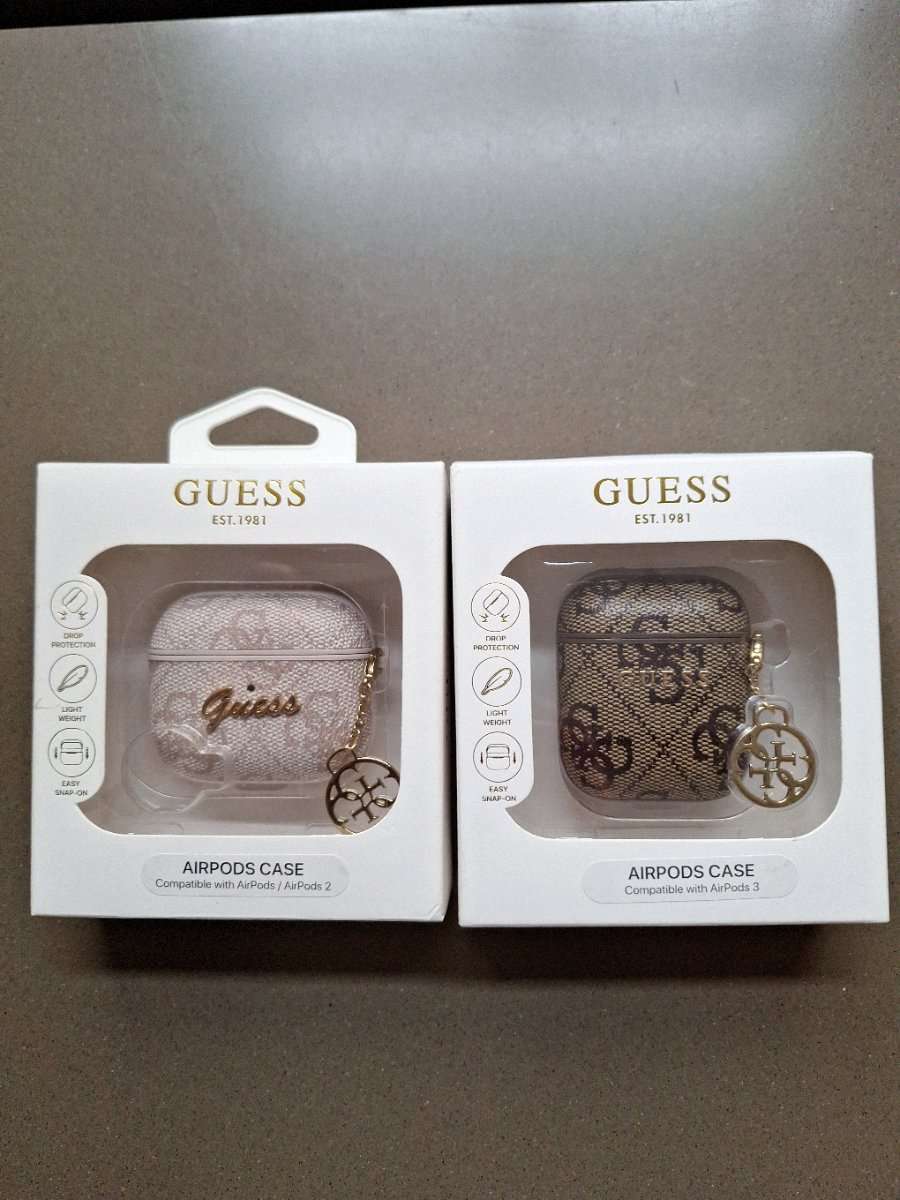 GUESS
EST.1981
DROP
PROTECTION
LIGHT
WEIGHT
EASY
SNAP-ON
Guess
AIRPODS CASE
Compatible with AirPods / AirPods 2
GUESS
EST.1981
DROP
PROTECTION
LIGHT
WEIGHT
EASY
SNAP-ON
GUESS
AIRPODS CASE
Compatible with AirPods 3